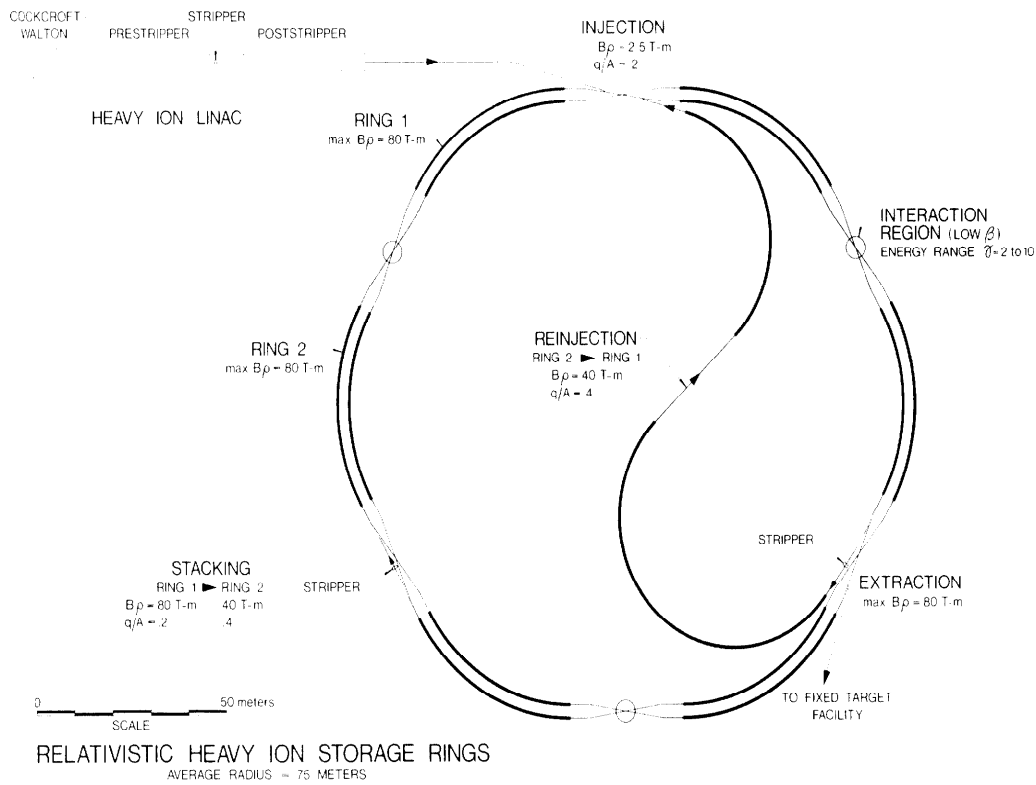 COCKCROFT WALTON
PRESTRIPPER
STRIPPER
POSTSTRIPPER
HEAVY ION LINAC
INJECTION
Bρ = 2.5 T-m
q/A = .2
RING 1
max Bρ = 80 T-m
INTERACTION
REGION (LOW β)
ENERGY RANGE γ = 2 to 10
RING 2
max Bρ = 80 T-m
REINJECTION
RING 2 ► RING 1
Bρ = 40 T-m
q/A = .4
STACKING
RING 1 ► RING 2
Bρ = 80 T-m 40 T-m
q/A = .2 .4
STRIPPER
STRIPPER
EXTRACTION
max Bρ = 80 T-m
TO FIXED TARGET
FACILITY
0 50 meters
SCALE
RELATIVISTIC HEAVY ION STORAGE RINGS
AVERAGE RADIUS = 75 METERS